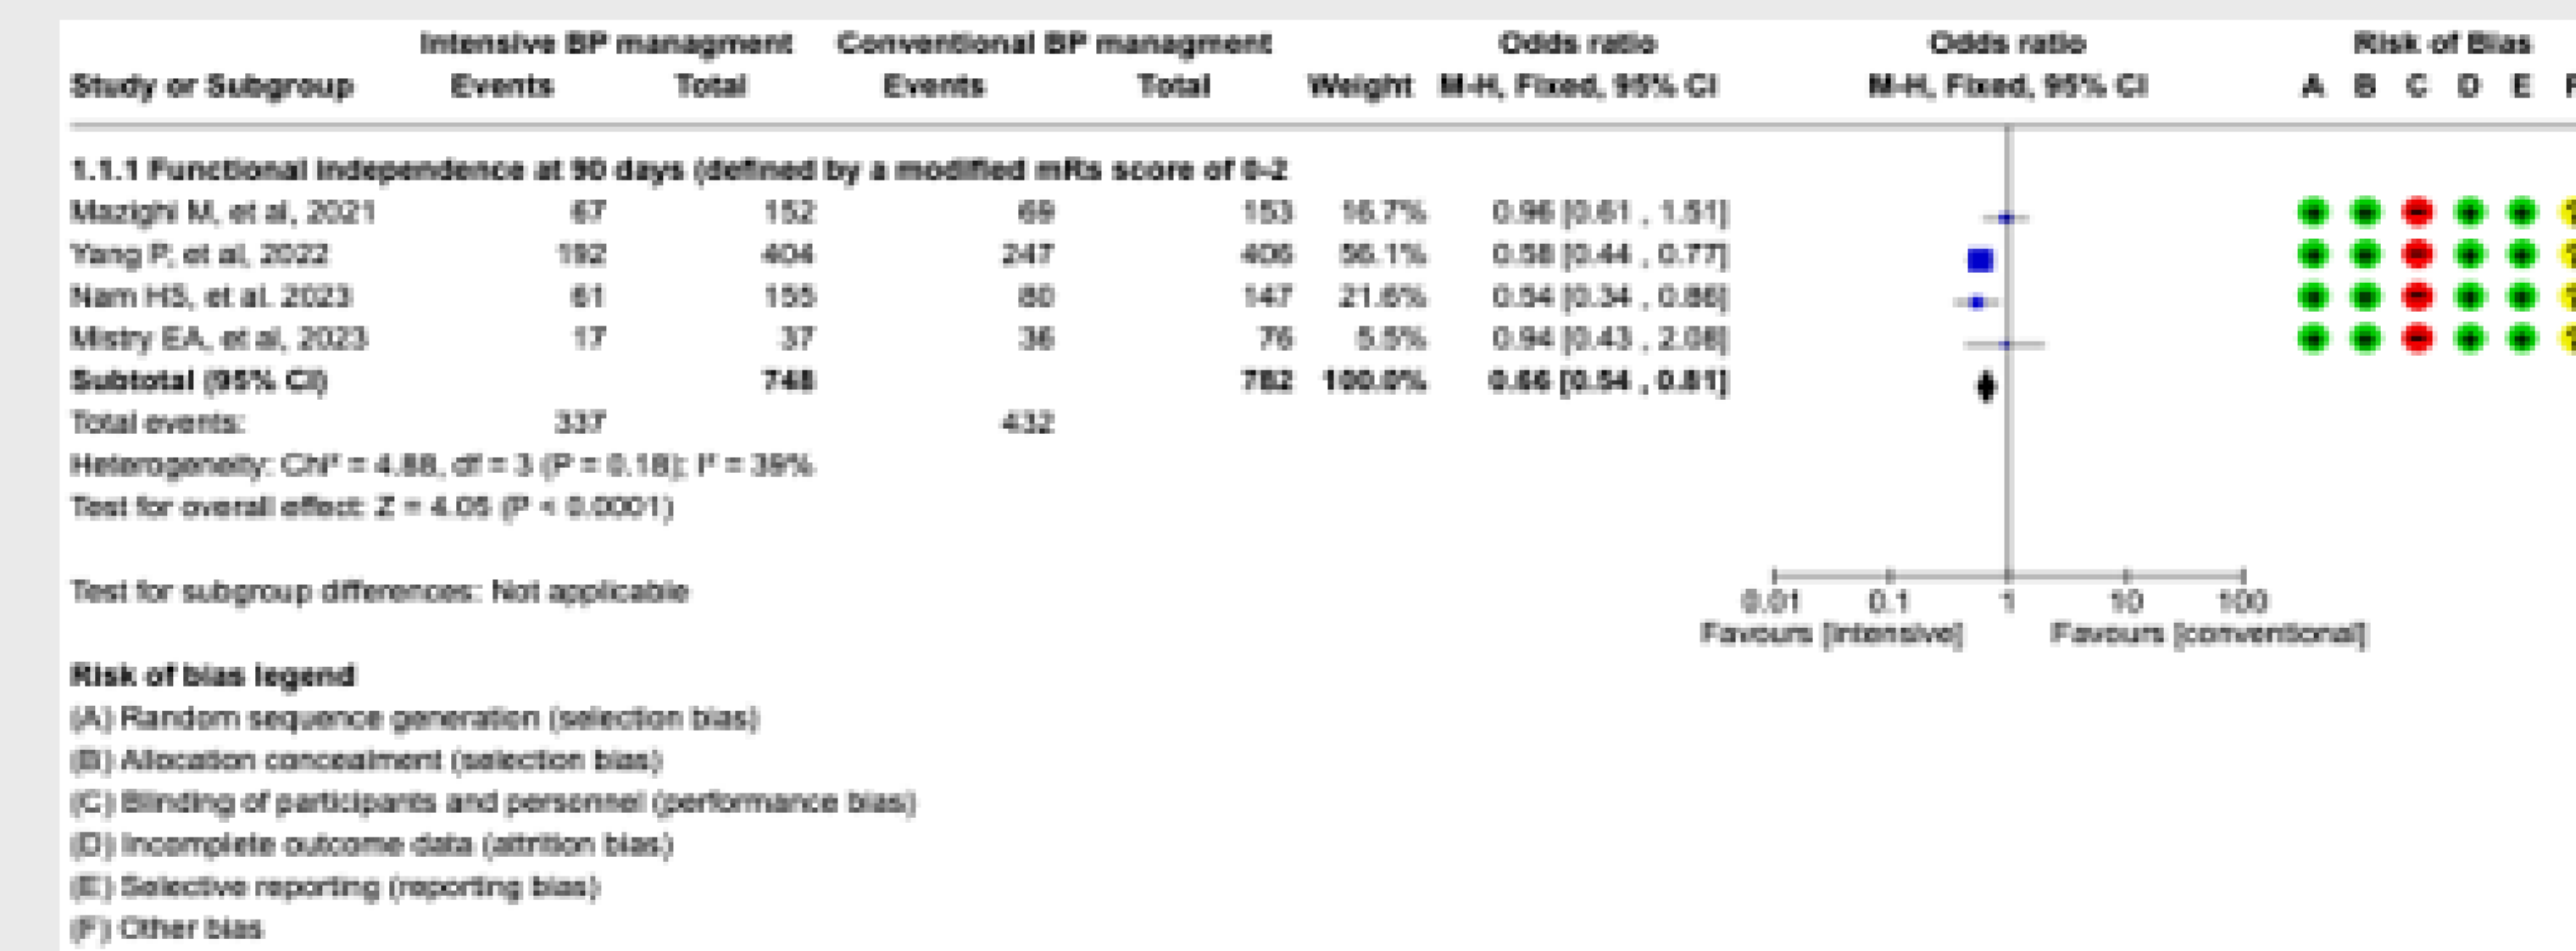 Intensive BP managment Conventional BP managment Odds ratio Odds ratio Risk of Bias
Study or Subgroup Events Total Events Total Weight M-H, Fixed, 95% CI M-H, Fixed, 95% CI A B C D E F
1.1.1 Functional independence at 90 days (defined by a modified mRs score of 0-2
Mazighi M, et al, 2021 67 152 69 153 16.7% 0.96 [0.61 , 1.51]
Yang P, et al, 2022 192 404 247 406 56.1% 0.58 [0.44 , 0.77]
Nam HS, et al. 2023 61 155 80 147 21.6% 0.54 [0.34 , 0.86]
Mistry EA, et al, 2023 17 37 36 76 5.5% 0.94 [0.43 , 2.08]
Subtotal (95% CI) 748 782 100.0% 0.66 [0.54 , 0.81]
Total events: 337 432
Heterogeneity: Chi² = 4.88, df = 3 (P = 0.18); I² = 39%
Test for overall effect: Z = 4.05 (P < 0.0001)
Test for subgroup differences: Not applicable
0.01 0.1 1 10 100
Favours [intensive] Favours [conventional]
Risk of bias legend
(A) Random sequence generation (selection bias)
(B) Allocation concealment (selection bias)
(C) Blinding of participants and personnel (performance bias)
(D) Incomplete outcome data (attrition bias)
(E) Selective reporting (reporting bias)
(F) Other bias